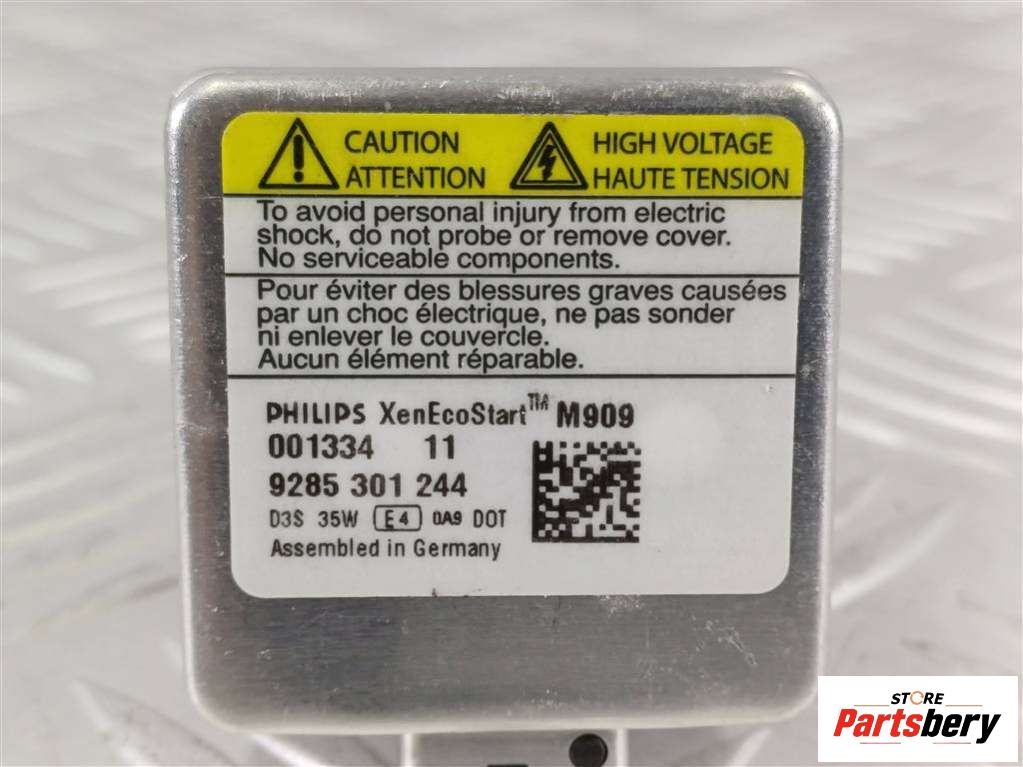 CAUTION
ATTENTION
HIGH VOLTAGE
HAUTE TENSION
To avoid personal injury from electric
shock, do not probe or remove cover.
No serviceable components.
Pour éviter des blessures graves causées
par un choc électrique, ne pas sonder
ni enlever le couvercle.
Aucun élément réparable.
PHILIPS XenEcoStart™ M909
001334 11
9285 301 244
D3S 35W E4 0A9 DOT
Assembled in Germany
STORE
Partsbery